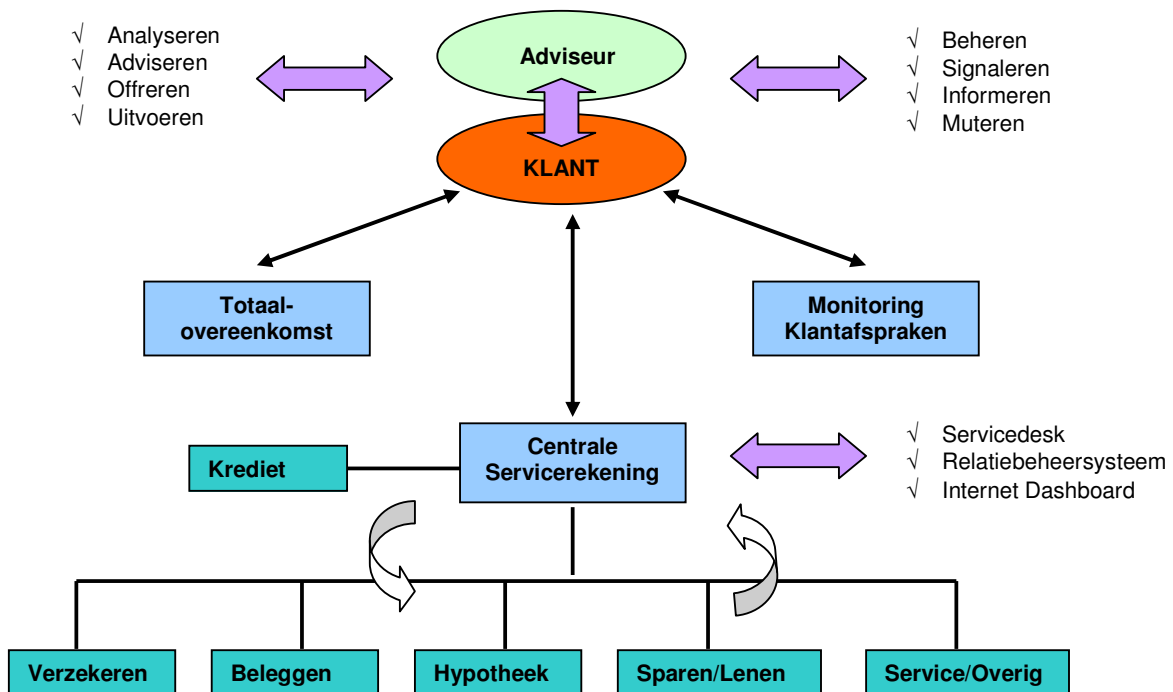 √ Analyseren
√ Adviseren
√ Offreren
√ Uitvoeren
Adviseur
KLANT
√ Beheren
√ Signaleren
√ Informeren
√ Muteren
Totaal-
overeenkomst
Monitoring
Klantafspraken
Krediet
Centrale
Servicerekening
√ Servicedesk
√ Relatiebeheersysteem
√ Internet Dashboard
Verzekeren
Beleggen
Hypotheek
Sparen/Lenen
Service/Overig